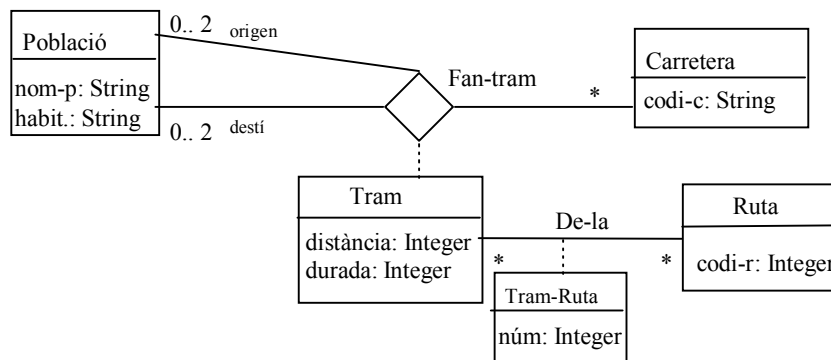 Població
nom-p: String
habit.: String
0.. 2 origen
0.. 2 destí
Fan-tram
*
Carretera
codi-c: String
Tram
distància: Integer
durada: Integer
*
De-la
*
Tram-Ruta
núm: Integer
Ruta
codi-r: Integer